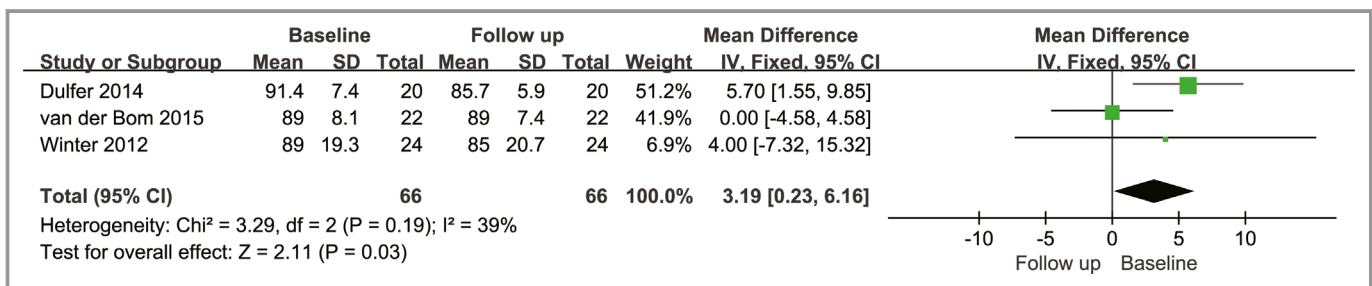 Baseline Follow up Mean Difference Mean Difference
Study or Subgroup Mean SD Total Mean SD Total Weight IV, Fixed, 95% CI IV, Fixed, 95% CI
Dulfer 2014 91.4 7.4 20 85.7 5.9 20 51.2% 5.70 [1.55, 9.85]
van der Bom 2015 89 8.1 22 89 7.4 22 41.9% 0.00 [-4.58, 4.58]
Winter 2012 89 19.3 24 85 20.7 24 6.9% 4.00 [-7.32, 15.32]
Total (95% CI) 66 66 100.0% 3.19 [0.23, 6.16]
Heterogeneity: Chi² = 3.29, df = 2 (P = 0.19); I² = 39%
Test for overall effect: Z = 2.11 (P = 0.03)
-10 -5 0 5 10
Follow up Baseline